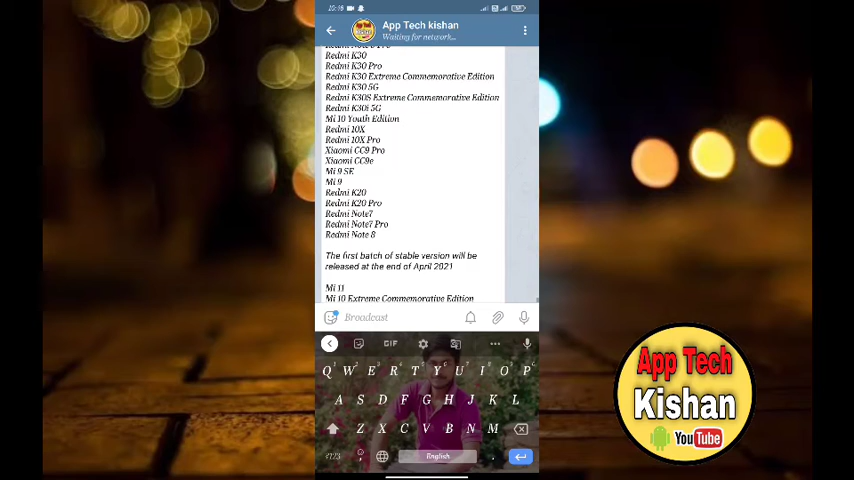 20:18
App Tech kishan
Waiting for network...
Redmi K30
Redmi K30 Pro
Redmi K30 Extreme Commemorative Edition
Redmi K30 5G
Redmi K30S Extreme Commemorative Edition
Redmi K30i 5G
Mi 10 Youth Edition
Redmi 10X
Redmi 10X Pro
Xiaomi CC9 Pro
Xiaomi CC9e
Mi 9 SE
Mi 9
Redmi K20
Redmi K20 Pro
Redmi Note7
Redmi Note7 Pro
Redmi Note 8
The first batch of stable version will be
released at the end of April 2021
Mi 11
Mi 10 Extreme Commemorative Edition
Broadcast
GIF
Q W E R T Y U I O P
A S D F G H J K L
Z X C V B N M
?123 , English .
App Tech
Kishan
YouTube